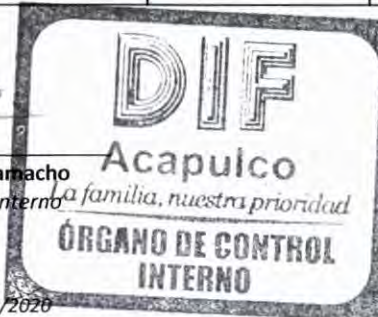 DIF
Acapulco
amacho
La familia, nuestra prioridad
Interno
ÓRGANO DE CONTROL
INTERNO
/2020